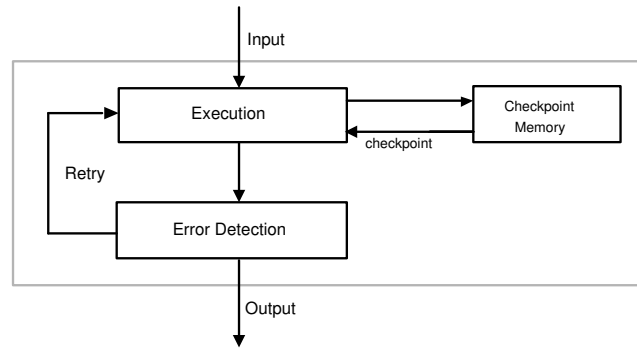 Input
Execution
Checkpoint
Memory
checkpoint
Retry
Error Detection
Output